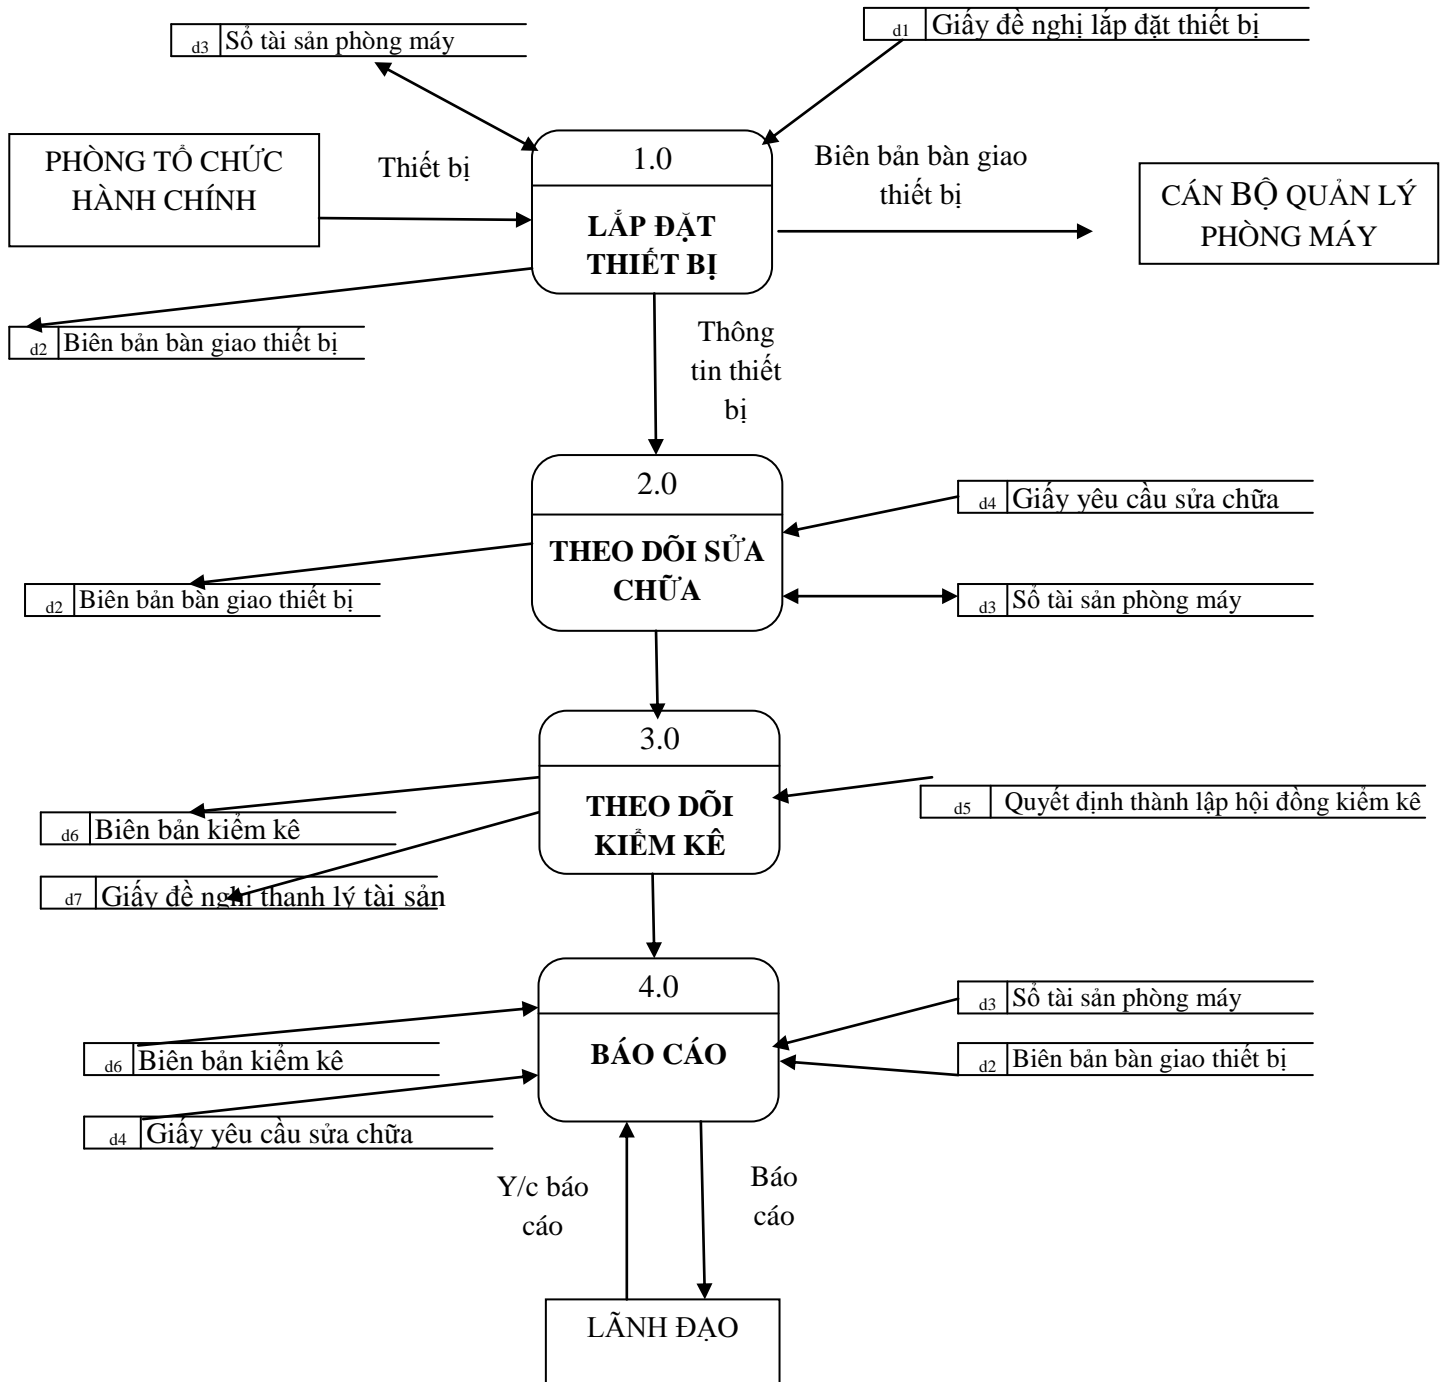 d3 Sổ tài sản phòng máy
d1 Giấy đề nghị lắp đặt thiết bị
PHÒNG TỔ CHỨC
HÀNH CHÍNH
Thiết bị
1.0
LẮP ĐẶT
THIẾT BỊ
Biên bản bàn giao
thiết bị
CÁN BỘ QUẢN LÝ
PHÒNG MÁY
d2 Biên bản bàn giao thiết bị
Thông
tin thiết
bị
2.0
THEO DÕI SỬA
CHỮA
d4 Giấy yêu cầu sửa chữa
d2 Biên bản bàn giao thiết bị
d3 Sổ tài sản phòng máy
3.0
THEO DÕI
KIỂM KÊ
d5 Quyết định thành lập hội đồng kiểm kê
d6 Biên bản kiểm kê
d7 Giấy đề nghị thanh lý tài sản
4.0
BÁO CÁO
d3 Sổ tài sản phòng máy
d6 Biên bản kiểm kê
d2 Biên bản bàn giao thiết bị
d4 Giấy yêu cầu sửa chữa
Y/c báo
cáo
Báo
cáo
LÃNH ĐẠO